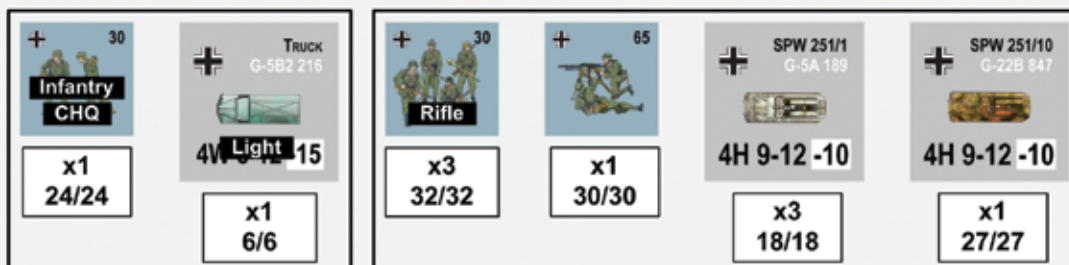 30
Infantry
CHQ
x1
24/24
TRUCK
G-5B2 216
Light
-15
x1
6/6
30
Rifle
x3
32/32
65
x1
30/30
SPW 251/1
G-5A 189
4H 9-12 -10
x3
18/18
SPW 251/10
G-22B 847
4H 9-12 -10
x1
27/27